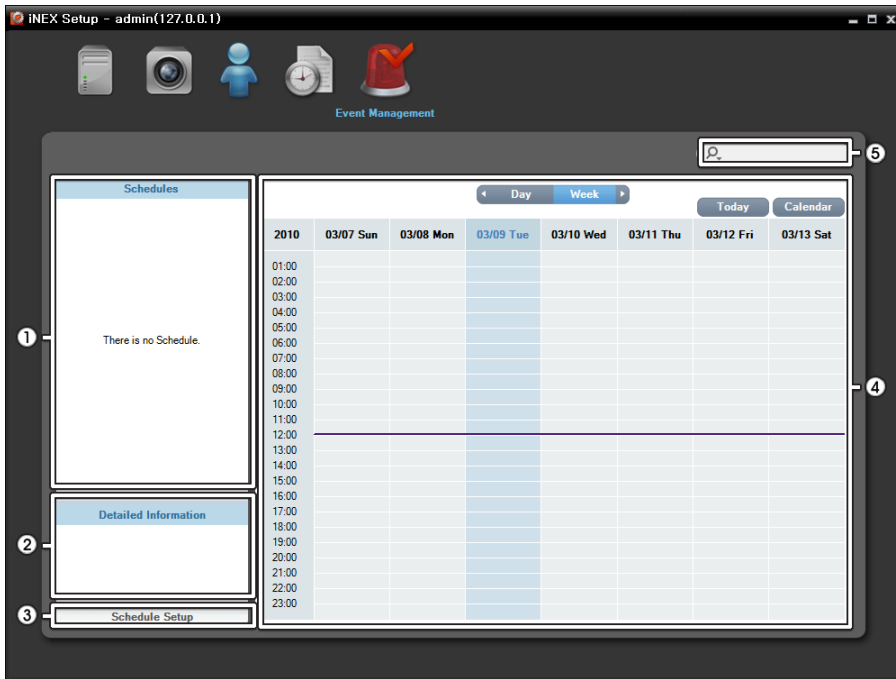 iNEX Setup - admin(127.0.0.1)
Event Management
⑤
Schedules
Day Week
Today Calendar
2010 03/07 Sun 03/08 Mon 03/09 Tue 03/10 Wed 03/11 Thu 03/12 Fri 03/13 Sat
01:00
02:00
03:00
04:00
05:00
① There is no Schedule.
06:00
07:00
08:00
09:00
④
10:00
11:00
12:00
13:00
14:00
15:00
16:00
Detailed Information
17:00
18:00
②
19:00
20:00
21:00
22:00
23:00
③ Schedule Setup